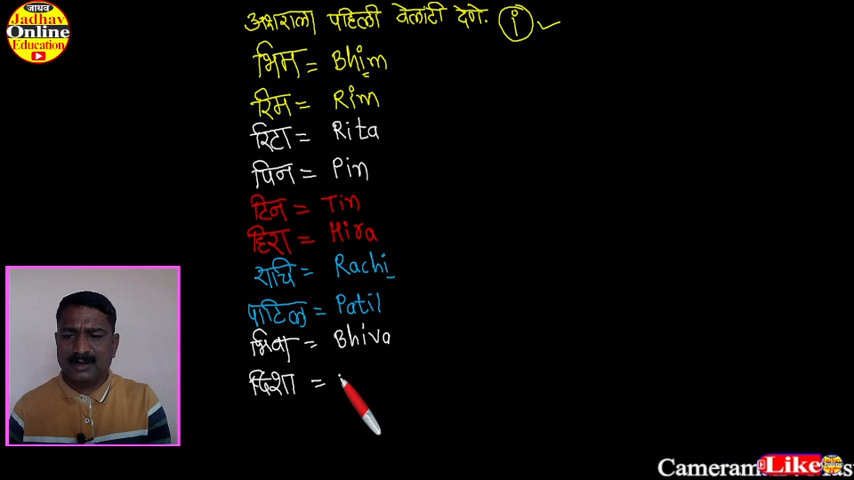 जाधव
Jadhav
Online
Education
अक्षराला पहिली वेलांटी देणे. i
भिम = Bhim
रिम = Rim
रिटा = Rita
पिन = Pin
टिन = Tin
हिरा = Hira
राचि = Rachi
पाटिल = Patil
भिवा = Bhiva
दिशा =
Like